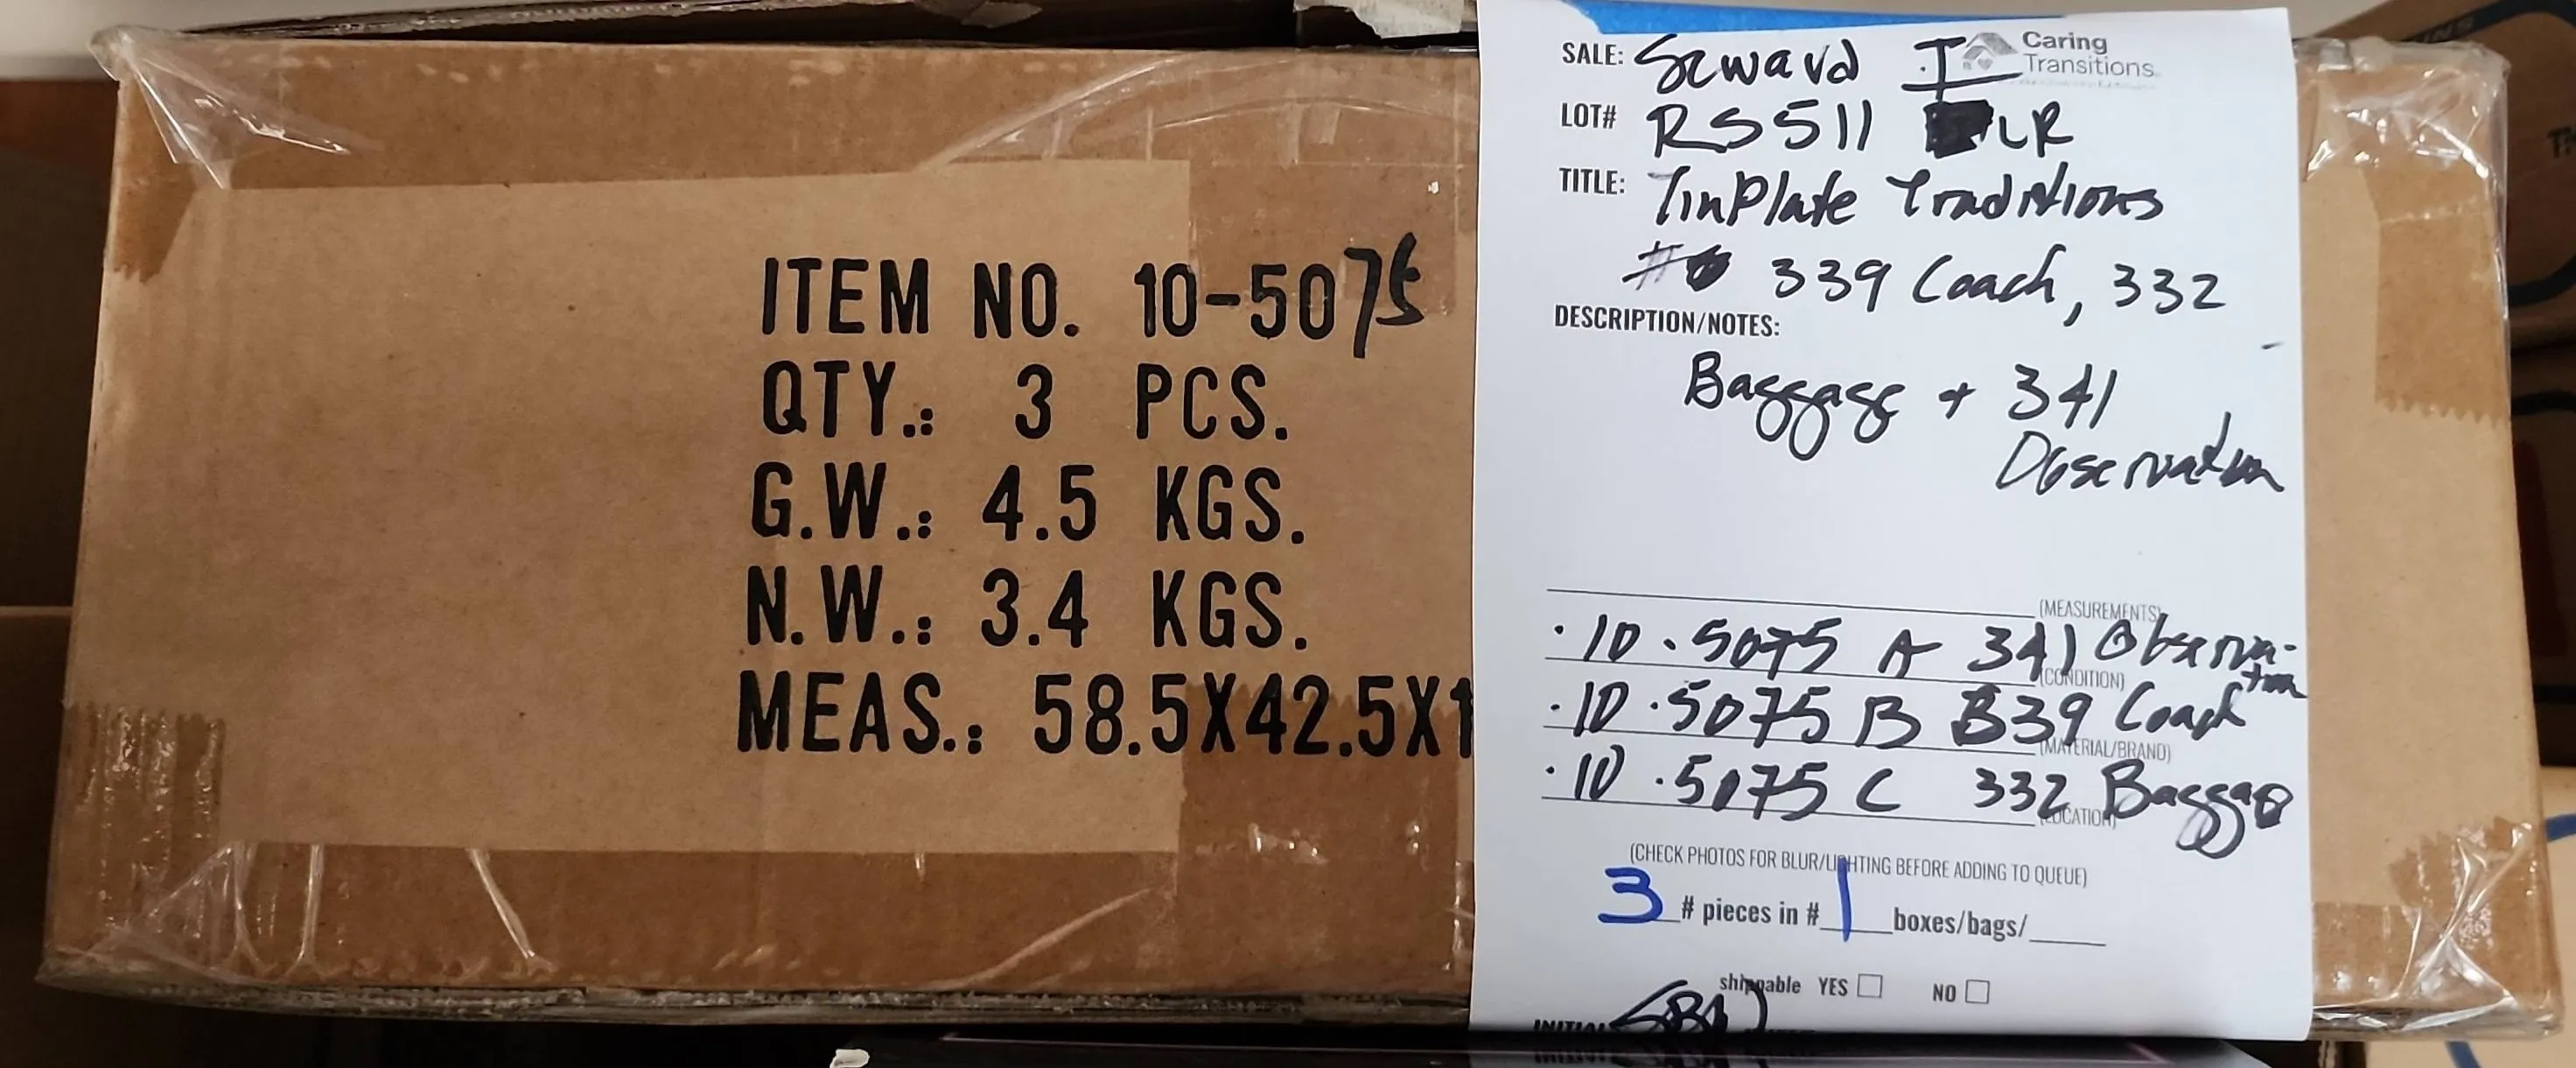 ITEM NO. 10-5075
QTY.: 3 PCS.
G.W.: 4.5 KGS.
N.W.: 3.4 KGS.
MEAS.: 58.5X42.5X1
SALE: Seward I
Caring
Transitions
LOT# RS511 LR
TITLE: TinPlate Traditions
# 339 Coach, 332
DESCRIPTION/NOTES:
Baggage + 341
Observation
(MEASUREMENTS)
10.5075 A 341 Observa-
tion
(CONDITION)
10.5075 B 339 Coach
(MATERIAL/BRAND)
10.5075 C 332 Baggage
(LOCATION)
(CHECK PHOTOS FOR BLUR/LIGHTING BEFORE ADDING TO QUEUE)
3 # pieces in # 1 boxes/bags/
shippable YES NO
INITIAL